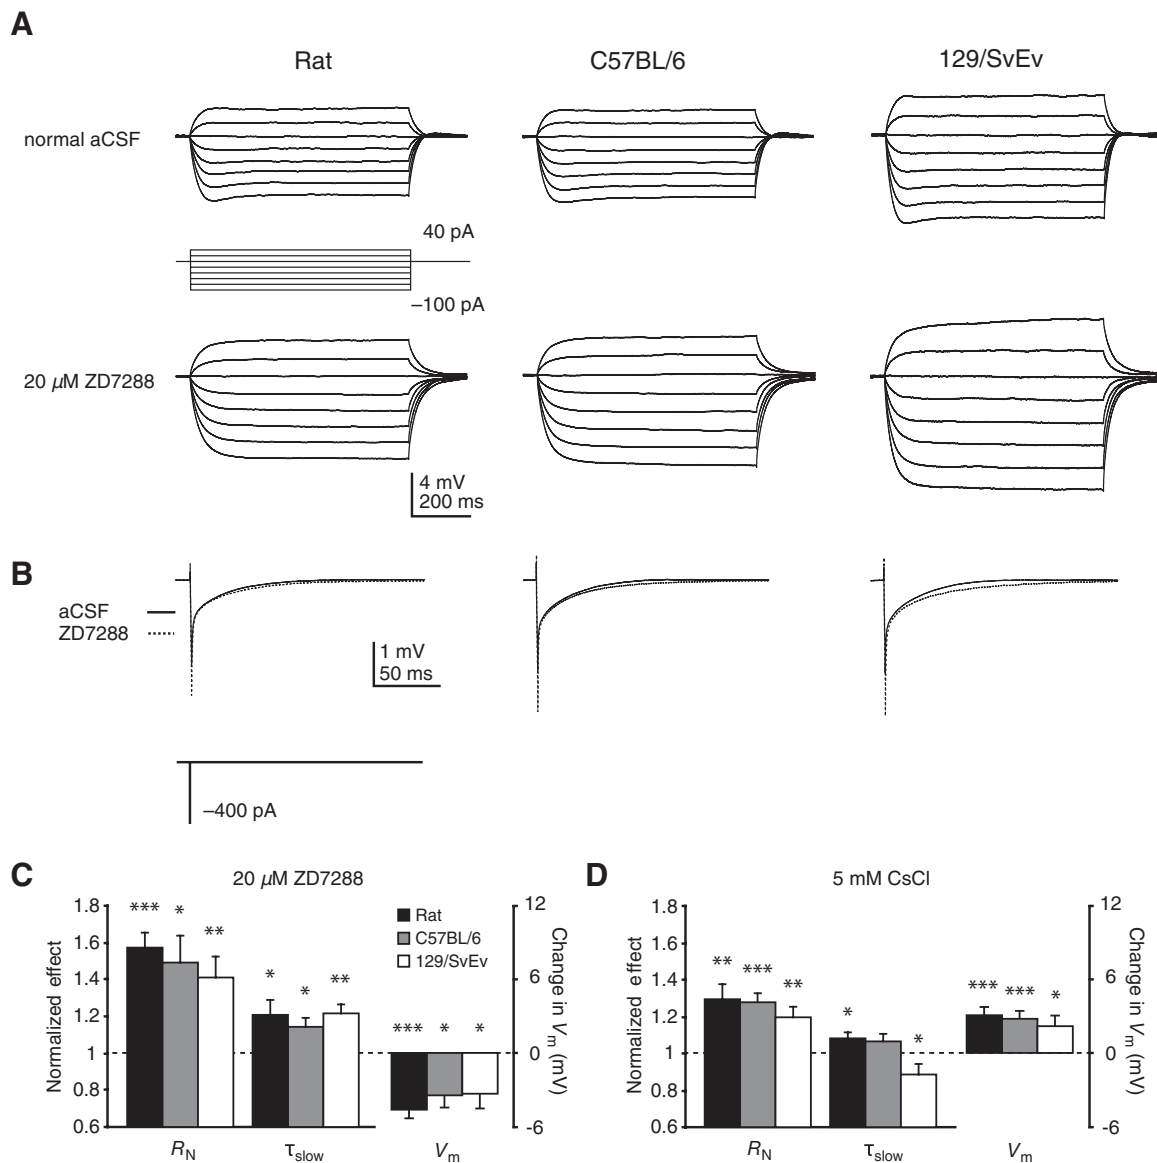 A
Rat
C57BL/6
129/SvEv
normal aCSF
40 pA
–100 pA
20 µM ZD7288
4 mV
200 ms
B
aCSF
ZD7288
1 mV
50 ms
–400 pA
C
20 µM ZD7288
Normalized effect
1.8
1.6
1.4
1.2
1
0.8
0.6
*** * **
* * **
*** * *
Rat
C57BL/6
129/SvEv
12
6
0
-6
Change in Vm (mV)
RN
τslow
Vm
D
5 mM CsCl
Normalized effect
1.8
1.6
1.4
1.2
1
0.8
0.6
** *** **
* *
*** *** *
12
6
0
-6
Change in Vm (mV)
RN
τslow
Vm